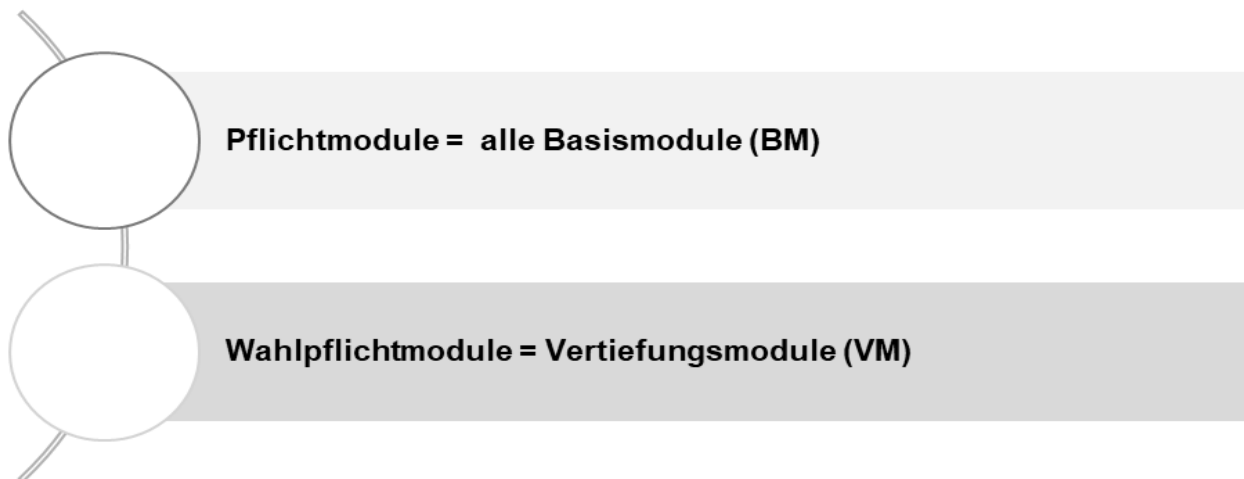 Pflichtmodule = alle Basismodule (BM)
Wahlpflichtmodule = Vertiefungsmodule (VM)